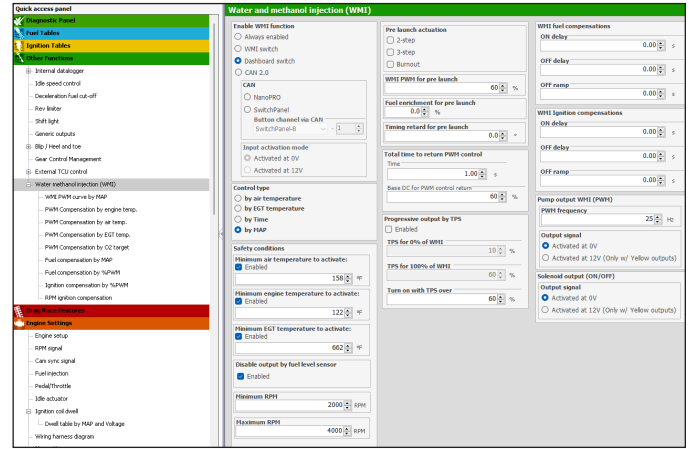 Quick access panel
Diagnostic Panel
Fuel Tables
Ignition Tables
Other Functions
Internal datalogger
Idle speed control
Deceleration fuel cut-off
Rev limiter
Shift light
Generic outputs
Blip / Heel and toe
Gear Control Management
External TCU control
Water methanol injection (WMI)
WMI PWM curve by MAP
PWM Compensation by engine temp.
PWM Compensation by air temp.
PWM Compensation by EGT temp.
PWM Compensation by O2 target
Fuel compensation by MAP
Fuel compensation by %PWM
Ignition compensation by %PWM
RPM ignition compensation
Drag Race Features
Engine Settings
Engine setup
RPM signal
Cam sync signal
Fuel injection
Pedal/Throttle
Idle actuator
Ignition coil dwell
Dwell table by MAP and Voltage
Wiring harness diagram
Water and methanol injection (WMI)
Enable WMI function
Always enabled
WMI switch
Dashboard switch
CAN 2.0
CAN
NanoPRO
SwitchPanel
Button channel via CAN
SwitchPanel-8 - 1
Input activation mode
Activated at 0V
Activated at 12V
Control type
by air temperature
by EGT temperature
by Time
by MAP
Safety conditions
Minimum air temperature to activate:
Enabled
158 ºF
Minimum engine temperature to activate:
Enabled
122 ºF
Minimum EGT temperature to activate:
Enabled
662 ºF
Disable output by fuel level sensor
Enabled
Minimum RPM
2000 RPM
Maximum RPM
4000 RPM
Pre launch actuation
2-step
3-step
Burnout
WMI PWM for pre launch
60 %
Fuel enrichment for pre launch
0.0 %
Timing retard for pre launch
0.0 °
Total time to return PWM control
Time
1.00 s
Base DC for PWM control return
60 %
Progressive output by TPS
Enabled
TPS for 0% of WMI
10 %
TPS for 100% of WMI
60 %
Turn on with TPS over
60 %
WMI fuel compensations
ON delay
0.00 s
OFF delay
0.00 s
OFF ramp
0.00 s
WMI Ignition compensations
ON delay
0.00 s
OFF delay
0.00 s
OFF ramp
0.00 s
Pump output WMI (PWM)
PWM frequency
25 Hz
Output signal
Activated at 0V
Activated at 12V (Only w/ Yellow outputs)
Solenoid output (ON/OFF)
Output signal
Activated at 0V
Activated at 12V (Only w/ Yellow outputs)